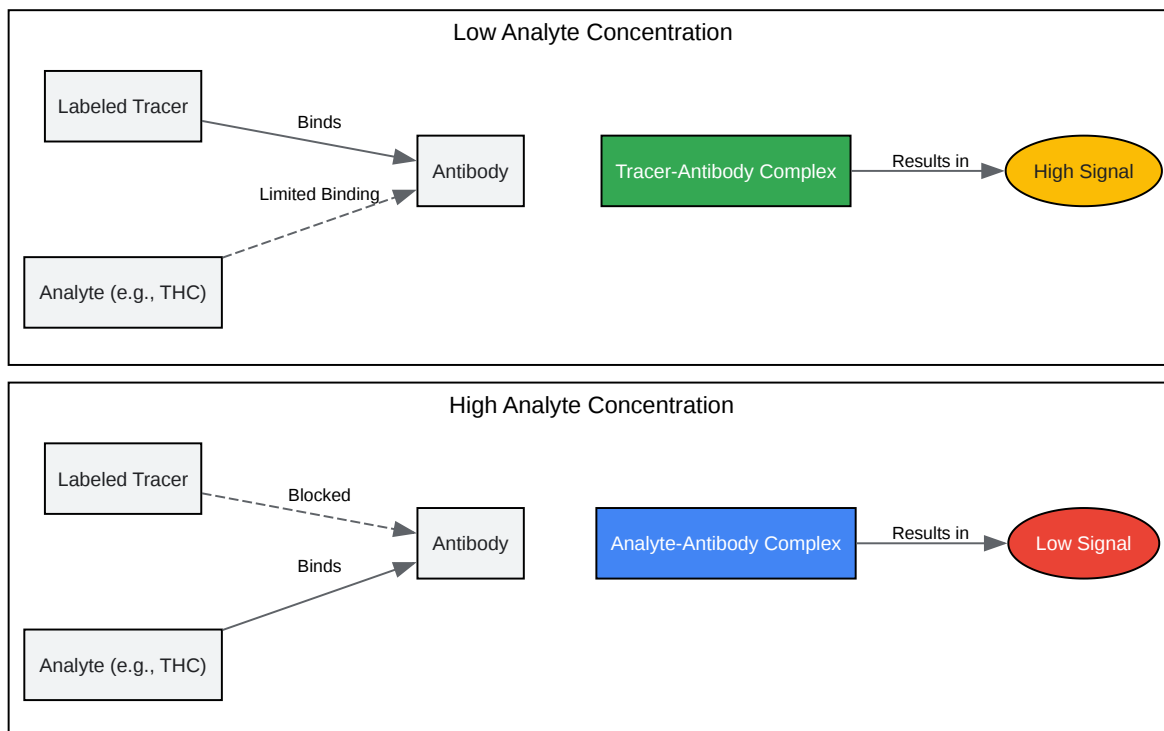 Low Analyte Concentration
Labeled Tracer
Binds
Antibody
Limited Binding
Analyte (e.g., THC)
Tracer-Antibody Complex
Results in
High Signal
High Analyte Concentration
Labeled Tracer
Blocked
Antibody
Binds
Analyte (e.g., THC)
Analyte-Antibody Complex
Results in
Low Signal